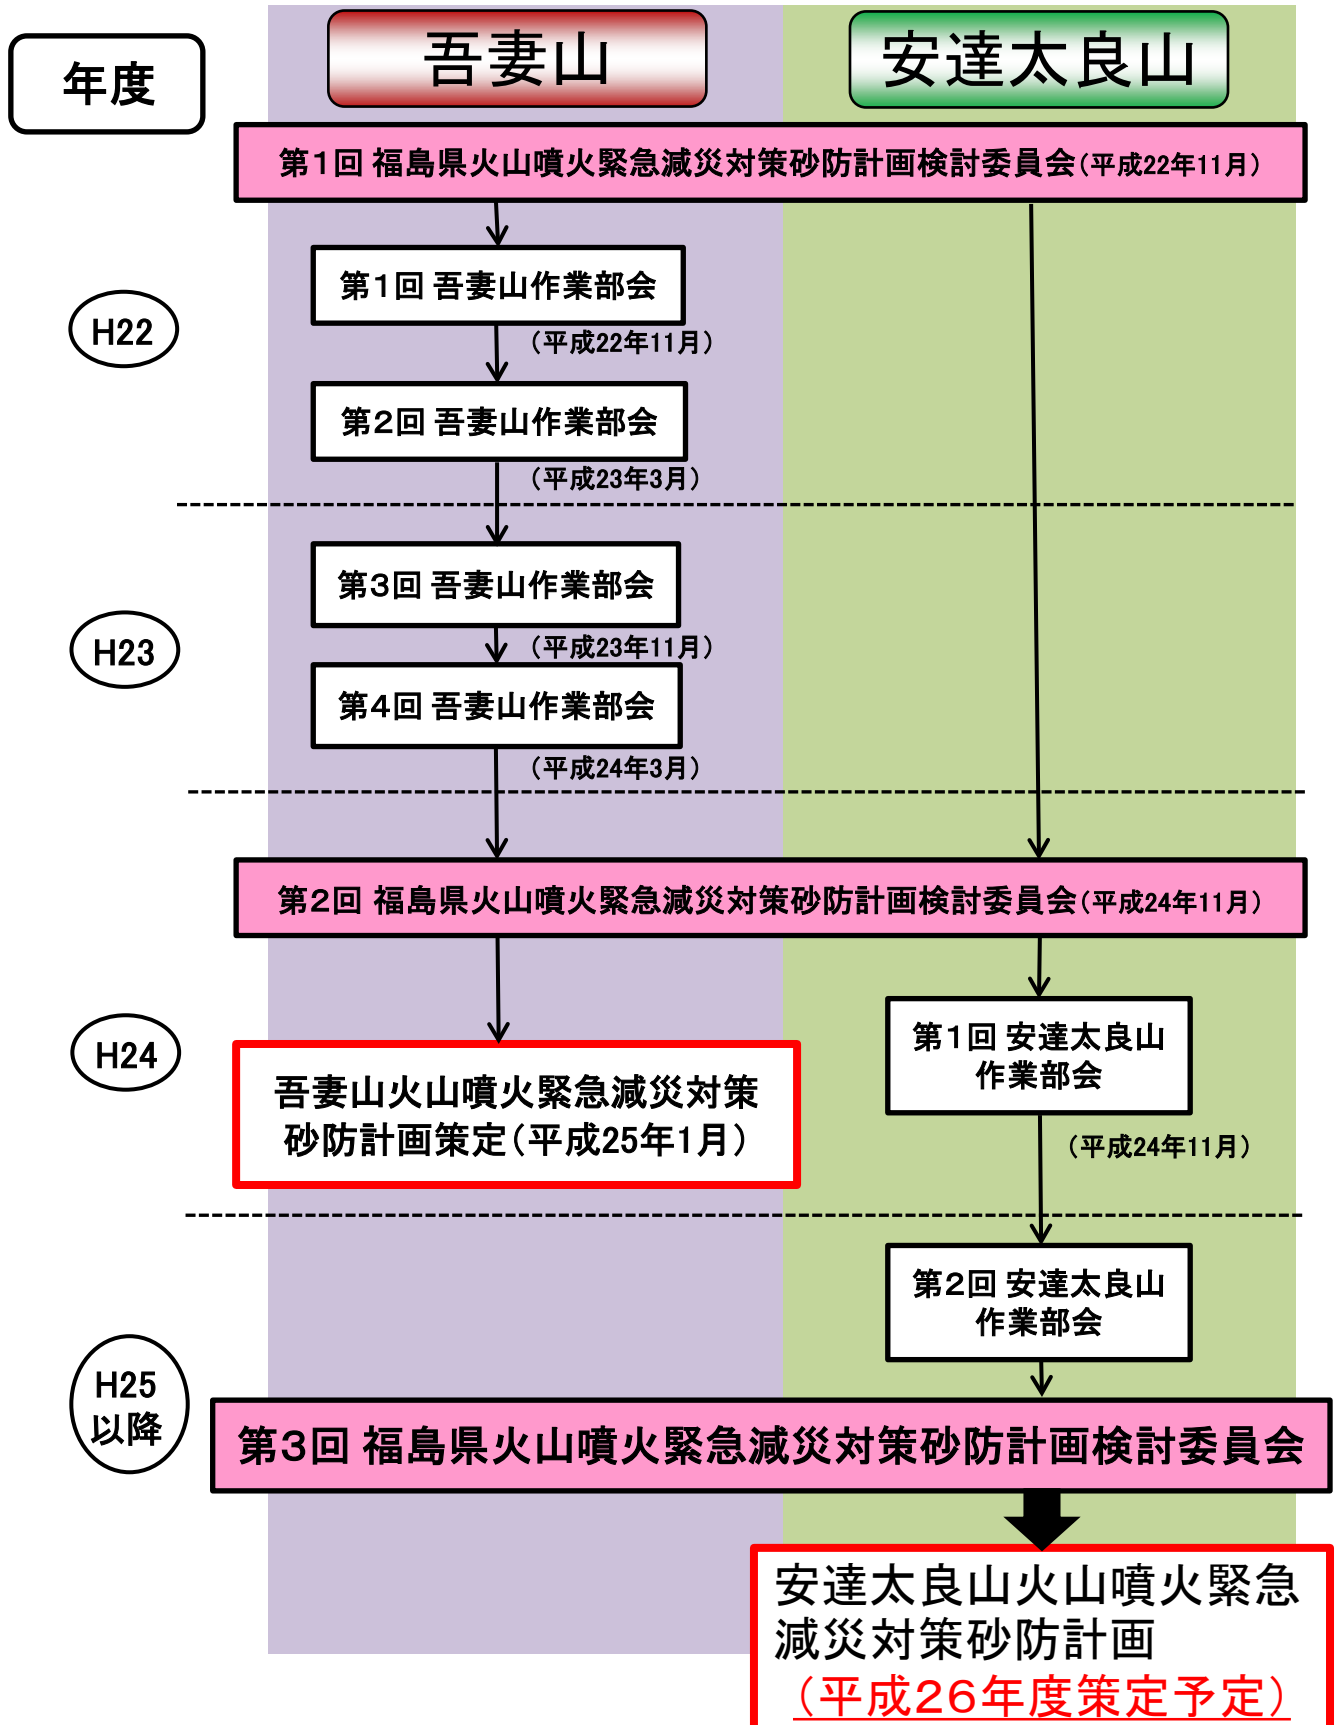 年度
吾妻山
安達太良山
第1回 福島県火山噴火緊急減災対策砂防計画検討委員会(平成22年11月)
H22
第1回 吾妻山作業部会
(平成22年11月)
第2回 吾妻山作業部会
(平成23年3月)
H23
第3回 吾妻山作業部会
(平成23年11月)
第4回 吾妻山作業部会
(平成24年3月)
第2回 福島県火山噴火緊急減災対策砂防計画検討委員会(平成24年11月)
H24
吾妻山火山噴火緊急減災対策
砂防計画策定(平成25年1月)
第1回 安達太良山
作業部会
(平成24年11月)
H25
以降
第2回 安達太良山
作業部会
第3回 福島県火山噴火緊急減災対策砂防計画検討委員会
安達太良山火山噴火緊急
減災対策砂防計画
(平成26年度策定予定)